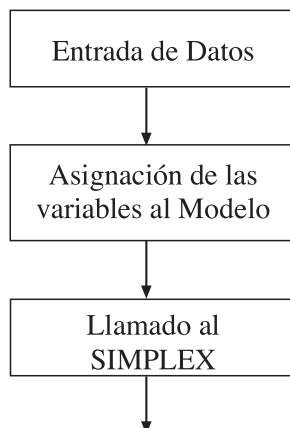 Entrada de Datos
Asignación de las
variables al Modelo
Llamado al
SIMPLEX